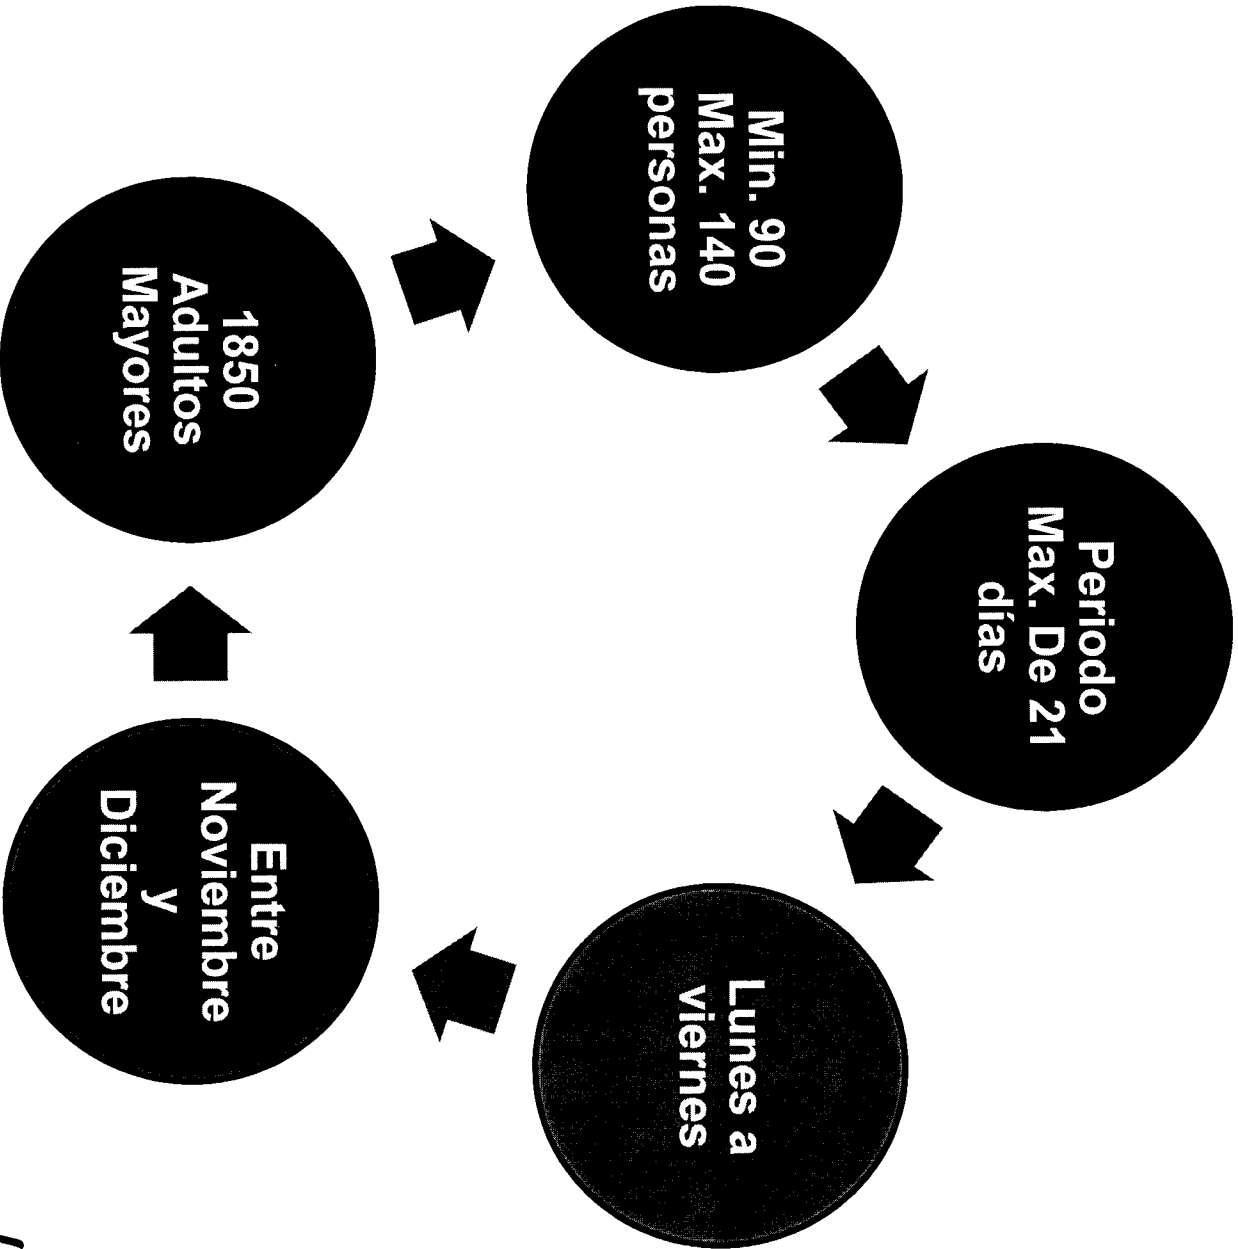 Periodo
Max. De 21
días
Lunes a
viernes
Entre
Noviembre
y
Diciembre
1850
Adultos
Mayores
Min. 90
Max. 140
personas